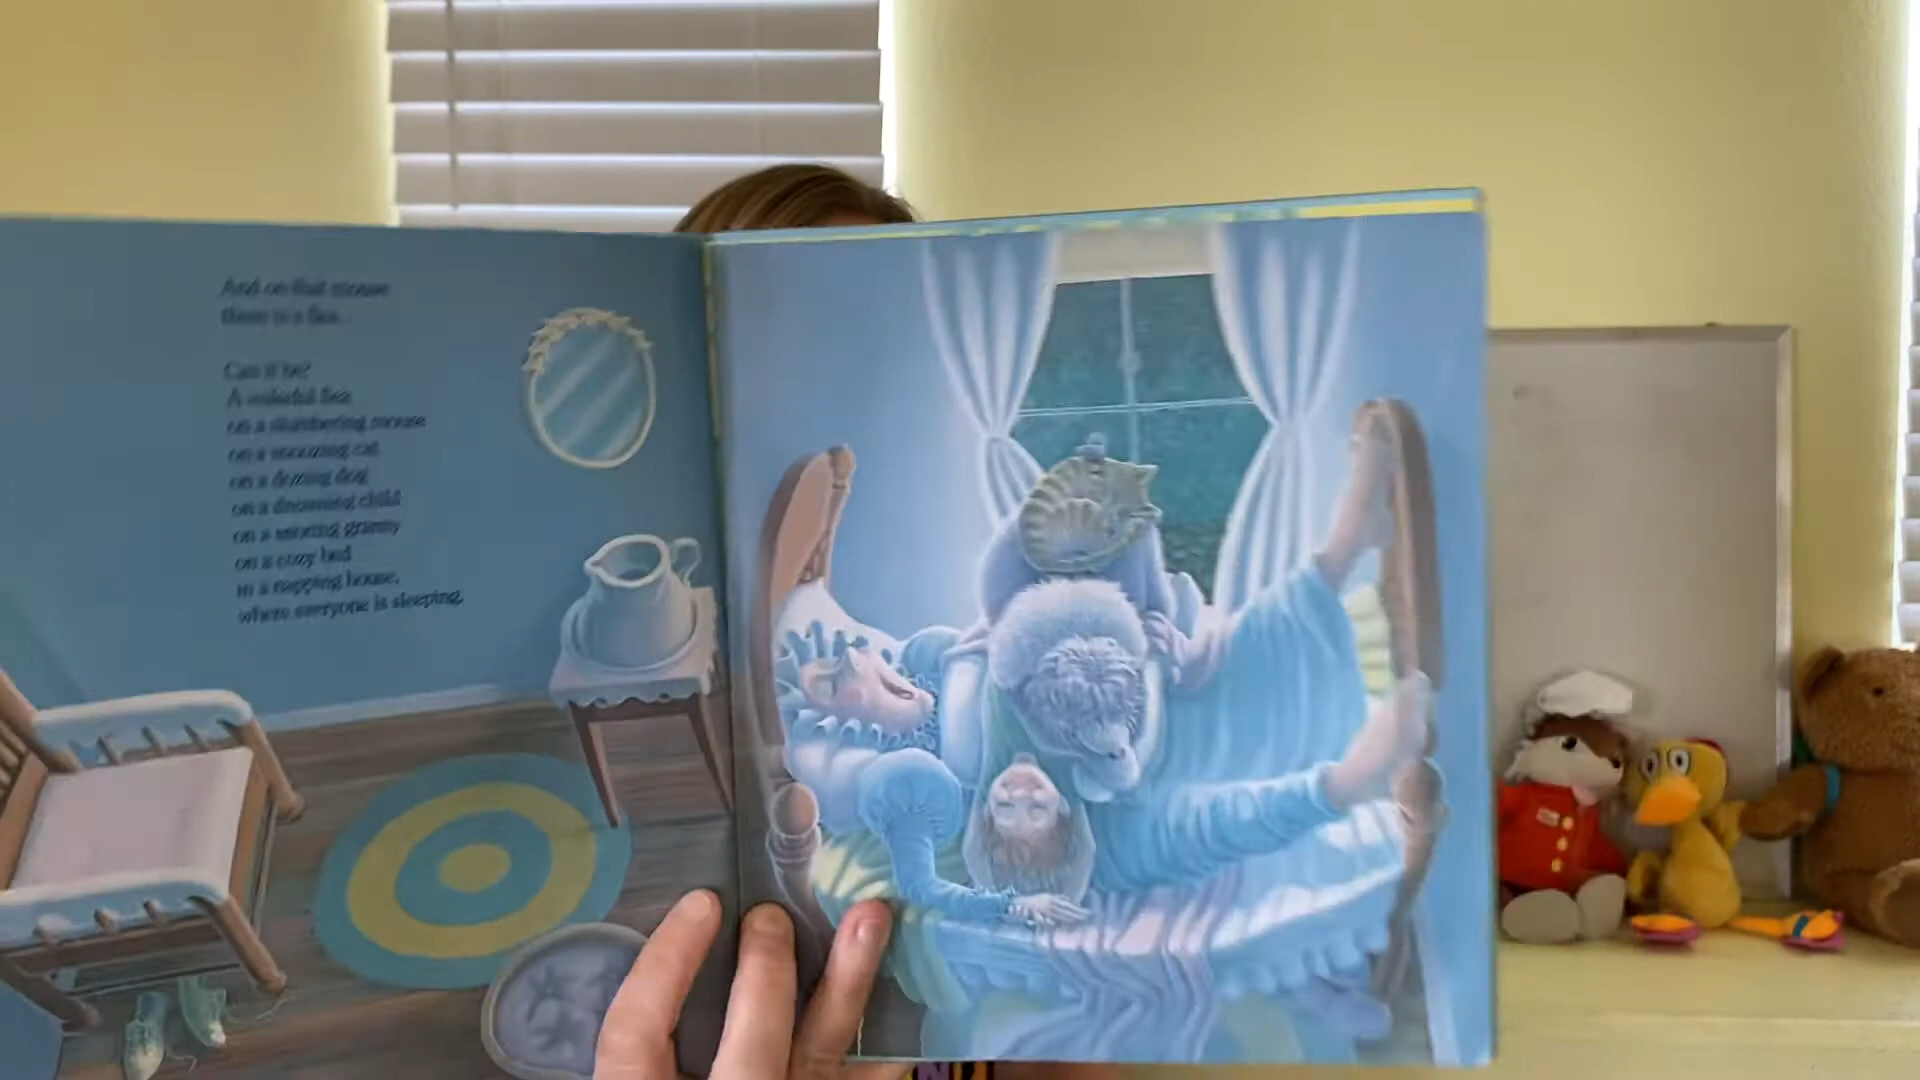 And on that mouse
there is a flea...
Can it be?
A wakeful flea
on a slumbering mouse
on a snoozing cat
on a dozing dog
on a dreaming child
on a snoring granny
on a cozy bed
in a napping house,
where everyone is sleeping.